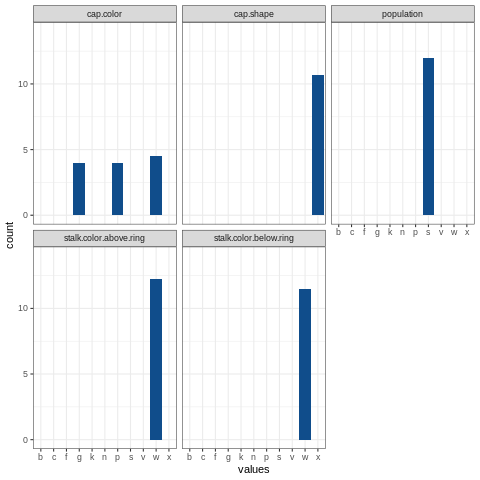 cap.color cap.shape population
10
5
0
b c f g k n p s v w x
stalk.color.above.ring stalk.color.below.ring
10
5
0
b c f g k n p s v w x b c f g k n p s v w x
values
count